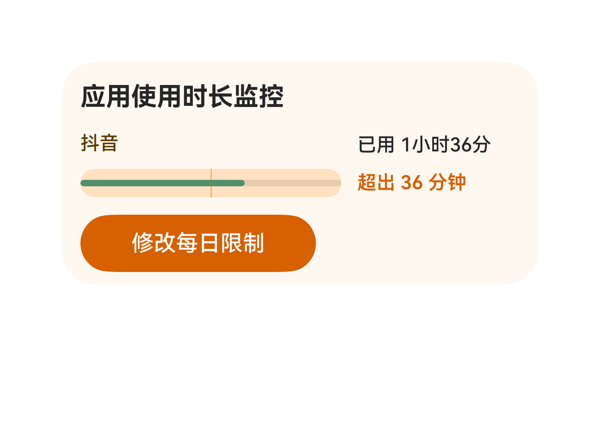 应用使用时长监控
抖音
已用 1小时36分
超出 36 分钟
修改每日限制